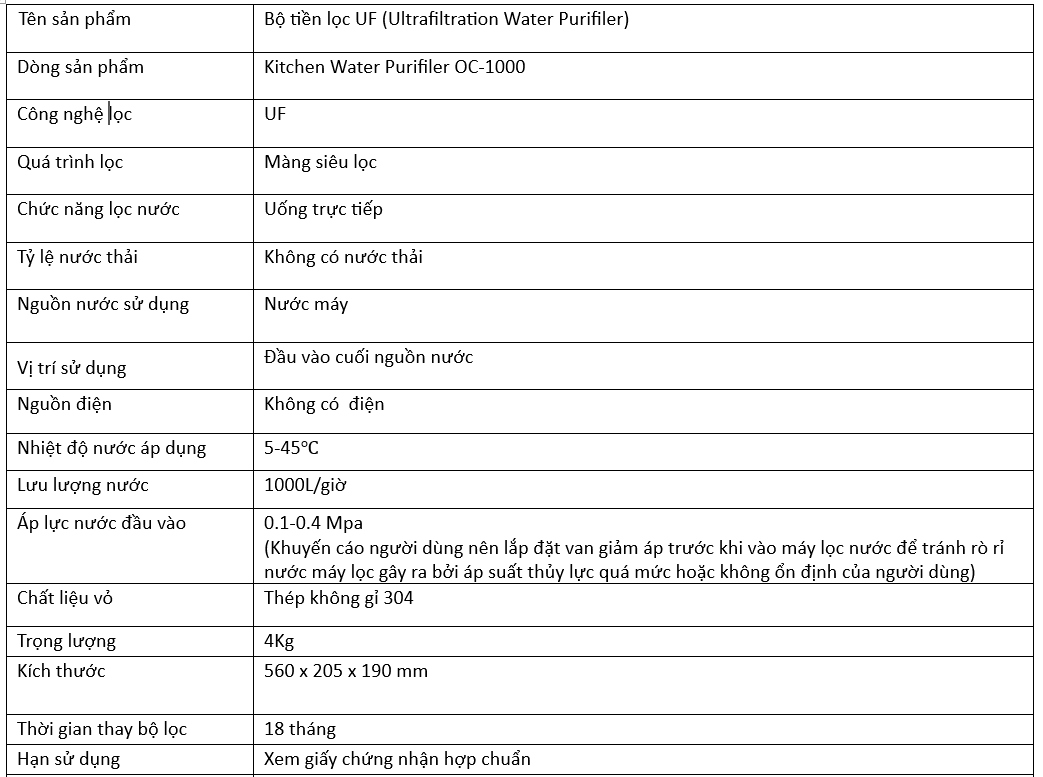 Tên sản phẩm
Bộ tiền lọc UF (Ultrafiltration Water Purifiler)
Dòng sản phẩm
Kitchen Water Purifiler OC-1000
Công nghệ lọc
UF
Quá trình lọc
Màng siêu lọc
Chức năng lọc nước
Uống trực tiếp
Tỷ lệ nước thải
Không có nước thải
Nguồn nước sử dụng
Nước máy
Vị trí sử dụng
Đầu vào cuối nguồn nước
Nguồn điện
Không có  điện
Nhiệt độ nước áp dụng
5-45°C
Lưu lượng nước
1000L/giờ
Áp lực nước đầu vào
0.1-0.4 Mpa
(Khuyến cáo người dùng nên lắp đặt van giảm áp trước khi vào máy lọc nước để tránh rò rỉ
nước máy lọc gây ra bởi áp suất thủy lực quá mức hoặc không ổn định của người dùng)
Chất liệu vỏ
Thép không gỉ 304
Trọng lượng
4Kg
Kích thước
560 x 205 x 190 mm
Thời gian thay bộ lọc
18 tháng
Hạn sử dụng
Xem giấy chứng nhận hợp chuẩn